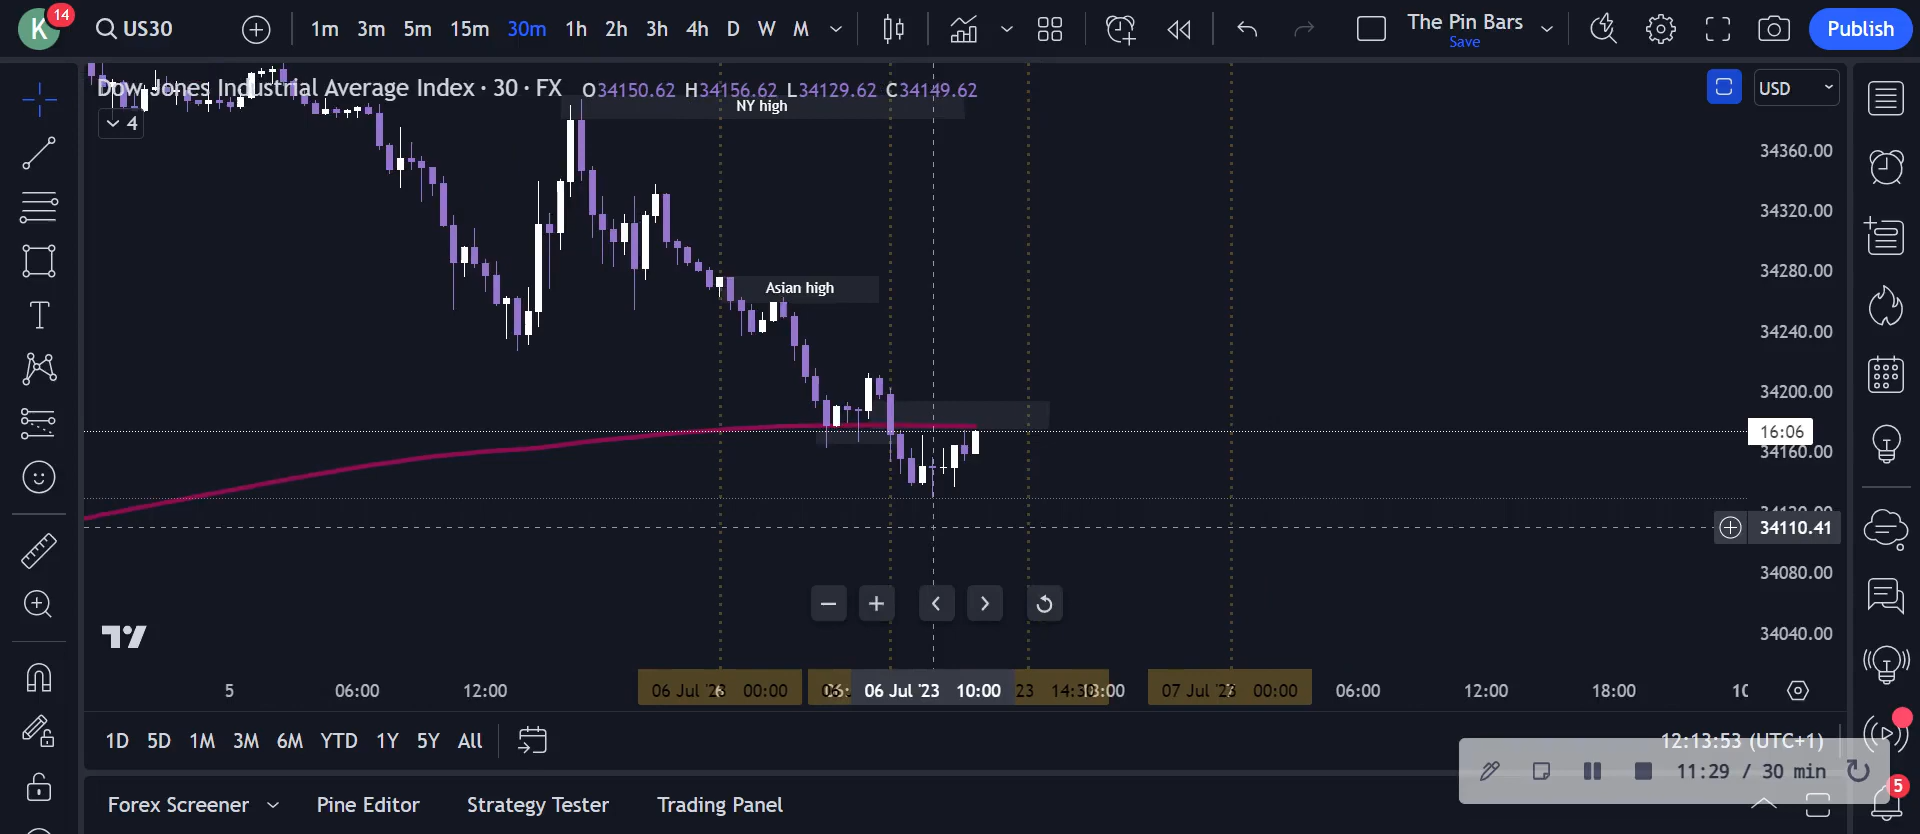 K 14 US30 1m 3m 5m 15m 30m 1h 2h 3h 4h D W M The Pin Bars Publish
Save
Dow Jones Industrial Average Index · 30 · FX O34150.62 H34156.62 L34129.62 C34149.62 USD
NY high
4
34360.00
34320.00
34280.00
Asian high
34240.00
34200.00
16:06
34160.00
34110.41
34080.00
34040.00
5 06:00 12:00 06 Jul '23 00:00 06 Jul '23 10:00 23 14:30 07 Jul '23 00:00 06:00 12:00 18:00
1D 5D 1M 3M 6M YTD 1Y 5Y All 12:13:53 (UTC+1)
11:29 / 30 min
Forex Screener Pine Editor Strategy Tester Trading Panel 5